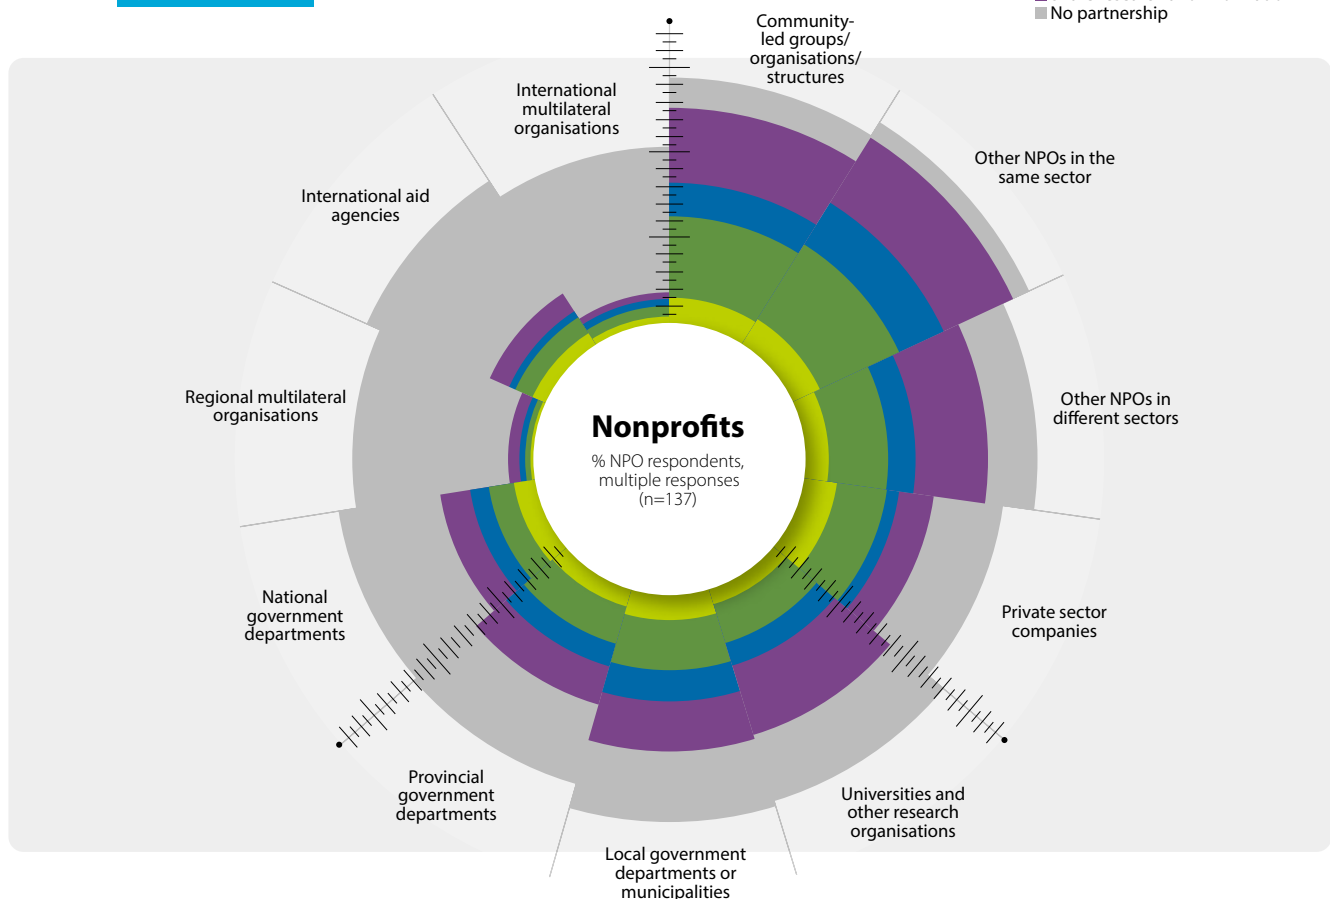 No partnership
Community-
led groups/
organisations/
structures
International
multilateral
organisations
Other NPOs in the
same sector
International aid
agencies
Regional multilateral
organisations
Other NPOs in
different sectors
Nonprofits
% NPO respondents,
multiple responses
(n=137)
National
government
departments
Private sector
companies
Provincial
government
departments
Universities and
other research
organisations
Local government
departments or
municipalities